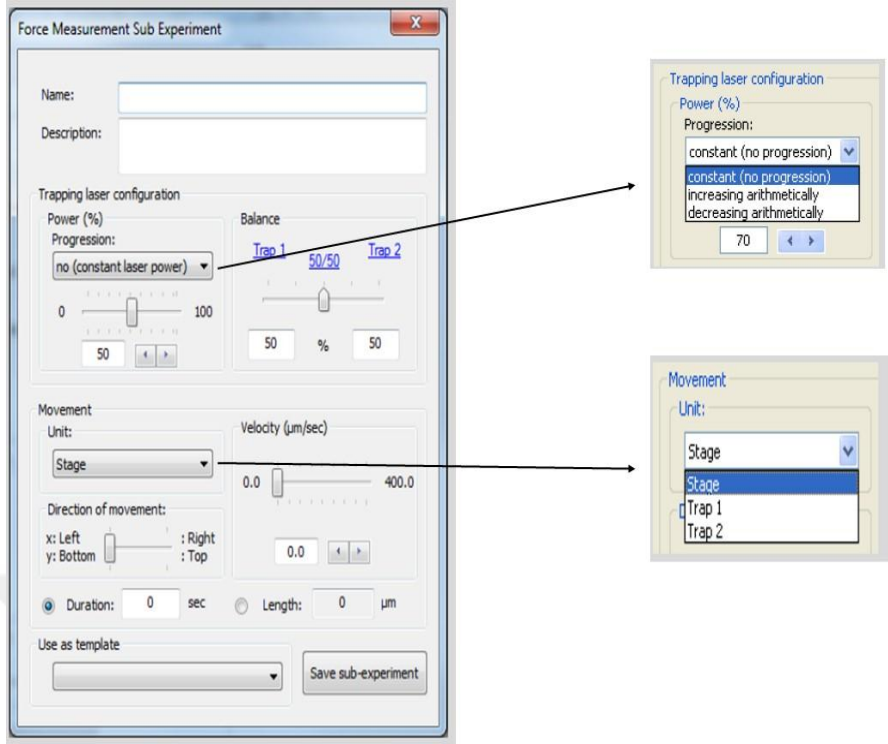 Force Measurement Sub Experiment
X
Name:
Description:
Trapping laser configuration
Power (%)
Progression:
no (constant laser power)
0
100
50
Balance
Trap 1
50/50
Trap 2
50 % 50
Movement
Unit:
Stage
Velocity (µm/sec)
0.0
400.0
0.0
Direction of movement:
x: Left : Right
y: Bottom : Top
Duration: 0 sec Length: 0 µm
Use as template
Save sub-experiment
Trapping laser configuration
Power (%)
Progression:
constant (no progression)
constant (no progression)
increasing arithmetically
decreasing arithmetically
70
Movement
Unit:
Stage
Stage
Trap 1
Trap 2